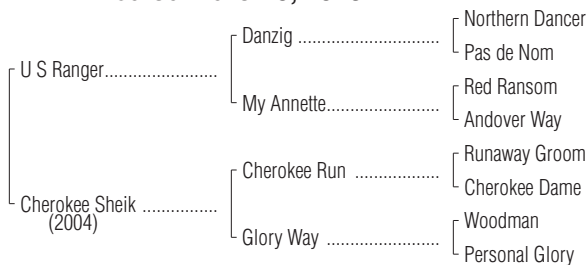 Northern Dancer
Danzig ................................
Pas de Nom
U S Ranger.........................
Red Ransom
My Annette................................
Andover Way
Runaway Groom
Cherokee Run ...................
Cherokee Dame
Cherokee Sheik .................
(2004)
Woodman
Glory Way ................................
Personal Glory